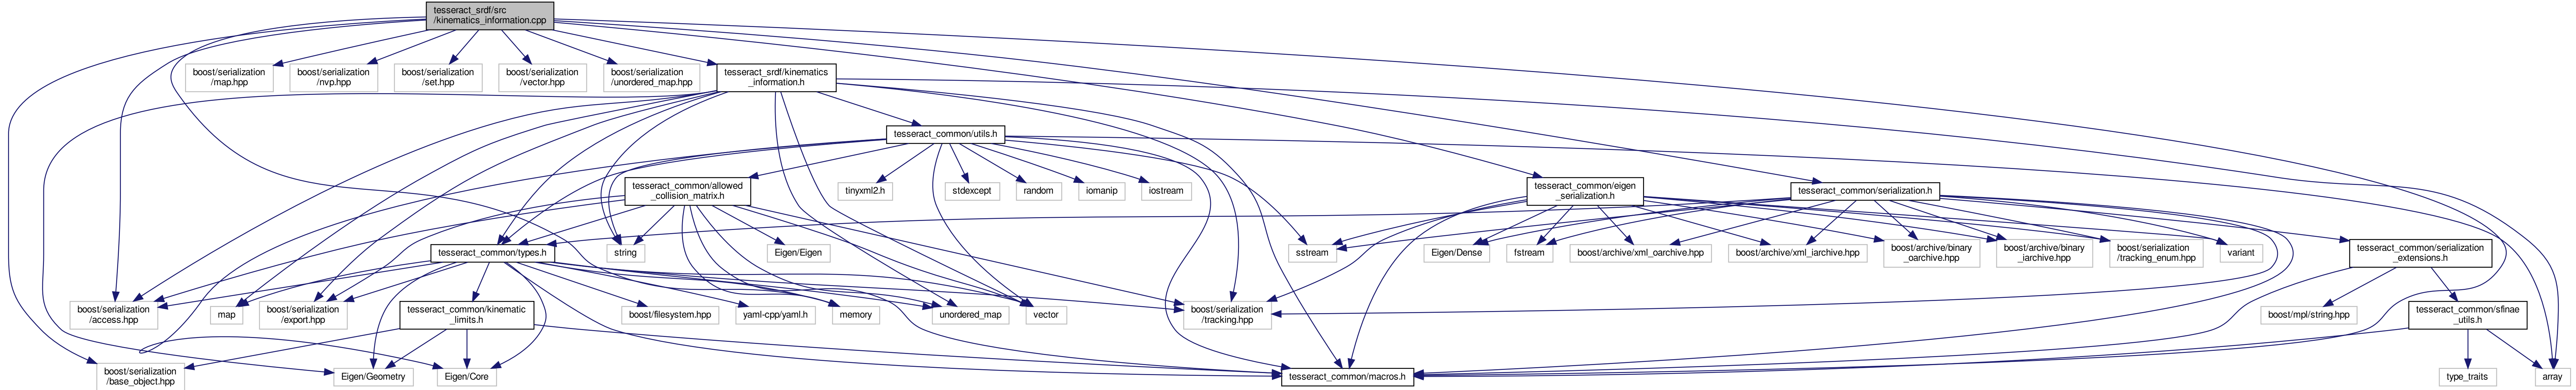 tesseract_srdf/src
/kinematics_information.cpp
boost/serialization
/map.hpp
boost/serialization
/nvp.hpp
boost/serialization
/set.hpp
boost/serialization
/vector.hpp
boost/serialization
/unordered_map.hpp
tesseract_srdf/kinematics
_information.h
tesseract_common/utils.h
tesseract_common/allowed
_collision_matrix.h
tinyxml2.h
stdexcept
random
iomanip
iostream
tesseract_common/eigen
_serialization.h
tesseract_common/serialization.h
tesseract_common/types.h
string
Eigen/Eigen
sstream
Eigen/Dense
fstream
boost/archive/xml_oarchive.hpp
boost/archive/xml_iarchive.hpp
boost/archive/binary
_oarchive.hpp
boost/archive/binary
_iarchive.hpp
boost/serialization
/tracking_enum.hpp
variant
tesseract_common/serialization
_extensions.h
boost/serialization
/access.hpp
map
boost/serialization
/export.hpp
tesseract_common/kinematic
_limits.h
boost/filesystem.hpp
yaml-cpp/yaml.h
memory
unordered_map
vector
boost/serialization
/tracking.hpp
boost/mpl/string.hpp
tesseract_common/sfinae
_utils.h
boost/serialization
/base_object.hpp
Eigen/Geometry
Eigen/Core
tesseract_common/macros.h
type_traits
array